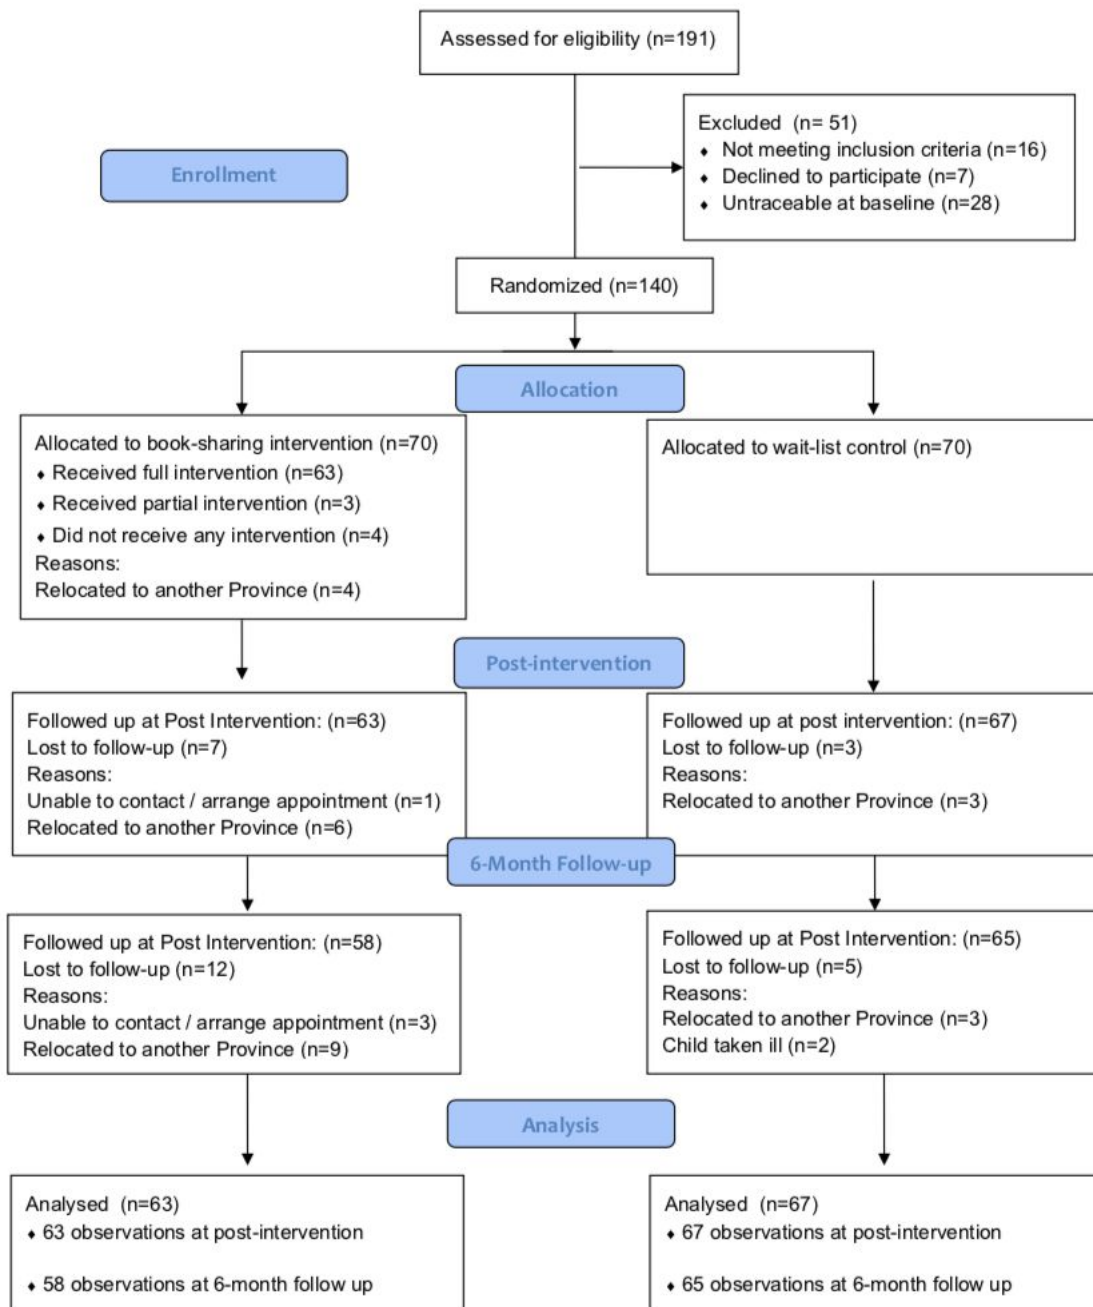 Assessed for eligibility (n=191)
Excluded (n= 51)
⬧ Not meeting inclusion criteria (n=16)
⬧ Declined to participate (n=7)
⬧ Untraceable at baseline (n=28)
Enrollment
Randomized (n=140)
Allocation
Allocated to book-sharing intervention (n=70)
⬧ Received full intervention (n=63)
⬧ Received partial intervention (n=3)
⬧ Did not receive any intervention (n=4)
Reasons:
Relocated to another Province (n=4)
Allocated to wait-list control (n=70)
Post-intervention
Followed up at Post Intervention: (n=63)
Lost to follow-up (n=7)
Reasons:
Unable to contact / arrange appointment (n=1)
Relocated to another Province (n=6)
Followed up at post intervention: (n=67)
Lost to follow-up (n=3)
Reasons:
Relocated to another Province (n=3)
6-Month Follow-up
Followed up at Post Intervention: (n=58)
Lost to follow-up (n=12)
Reasons:
Unable to contact / arrange appointment (n=3)
Relocated to another Province (n=9)
Followed up at Post Intervention: (n=65)
Lost to follow-up (n=5)
Reasons:
Relocated to another Province (n=3)
Child taken ill (n=2)
Analysis
Analysed (n=63)
⬧ 63 observations at post-intervention
⬧ 58 observations at 6-month follow up
Analysed (n=67)
⬧ 67 observations at post-intervention
⬧ 65 observations at 6-month follow up